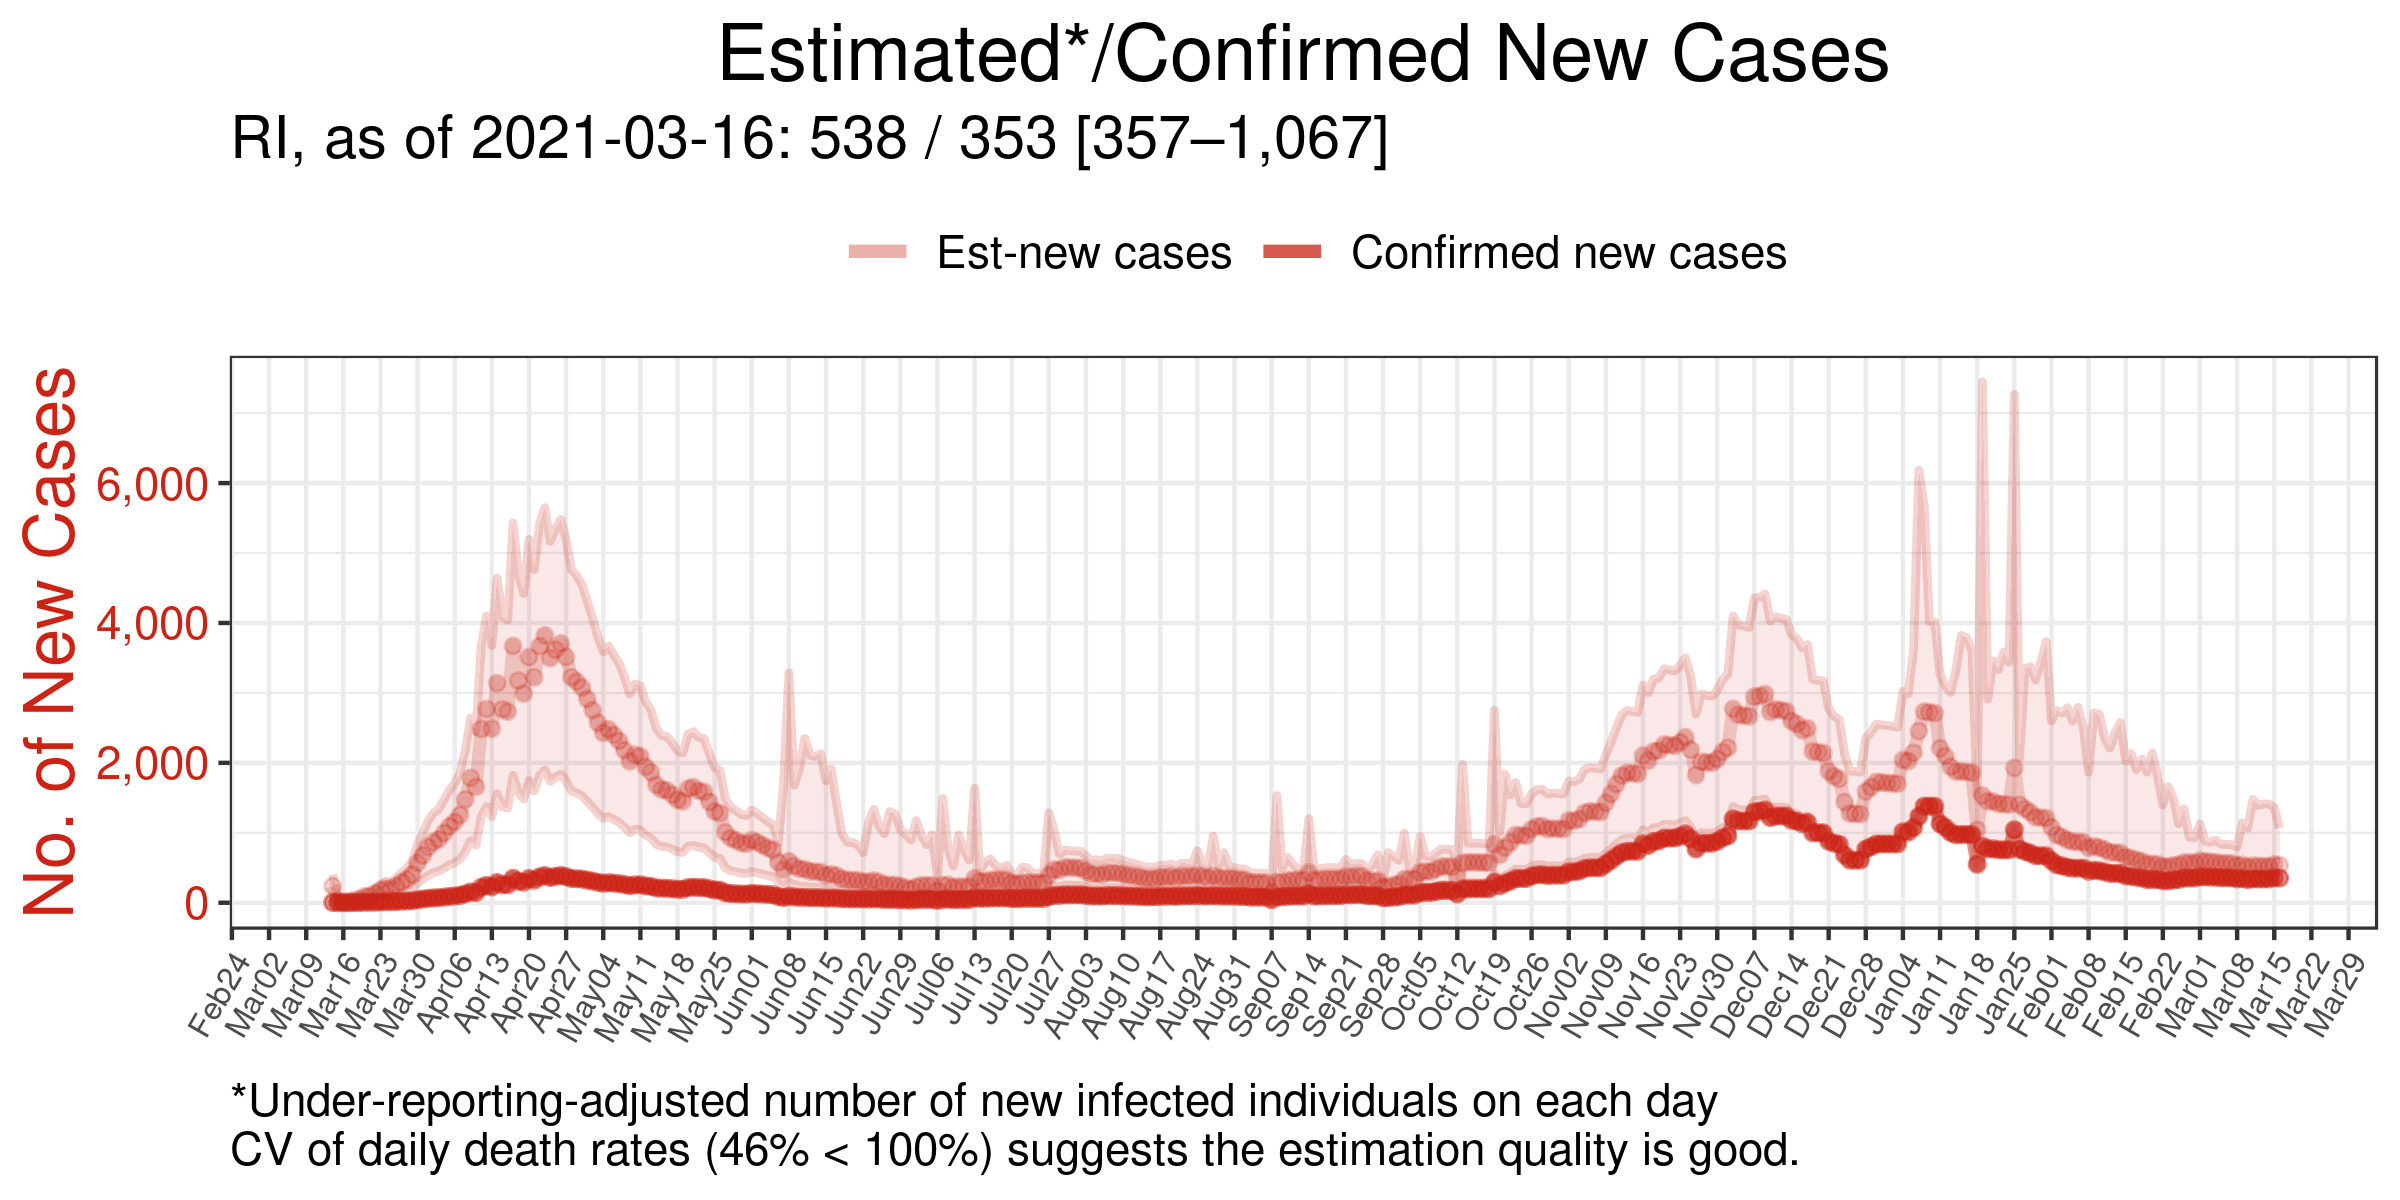 Estimated*/Confirmed New Cases
RI, as of 2021-03-16: 538 / 353 [357–1,067]
Est-new cases Confirmed new cases
No. of New Cases
6,000
4,000
2,000
0
Feb24 Mar02 Mar09 Mar16 Mar23 Mar30 Apr06 Apr13 Apr20 Apr27 May04 May11 May18 May25 Jun01 Jun08 Jun15 Jun22 Jun29 Jul06 Jul13 Jul20 Jul27 Aug03 Aug10 Aug17 Aug24 Aug31 Sep07 Sep14 Sep21 Sep28 Oct05 Oct12 Oct19 Oct26 Nov02 Nov09 Nov16 Nov23 Nov30 Dec07 Dec14 Dec21 Dec28 Jan04 Jan11 Jan18 Jan25 Feb01 Feb08 Feb15 Feb22 Mar01 Mar08 Mar15 Mar22 Mar29
*Under-reporting-adjusted number of new infected individuals on each day
CV of daily death rates (46% < 100%) suggests the estimation quality is good.